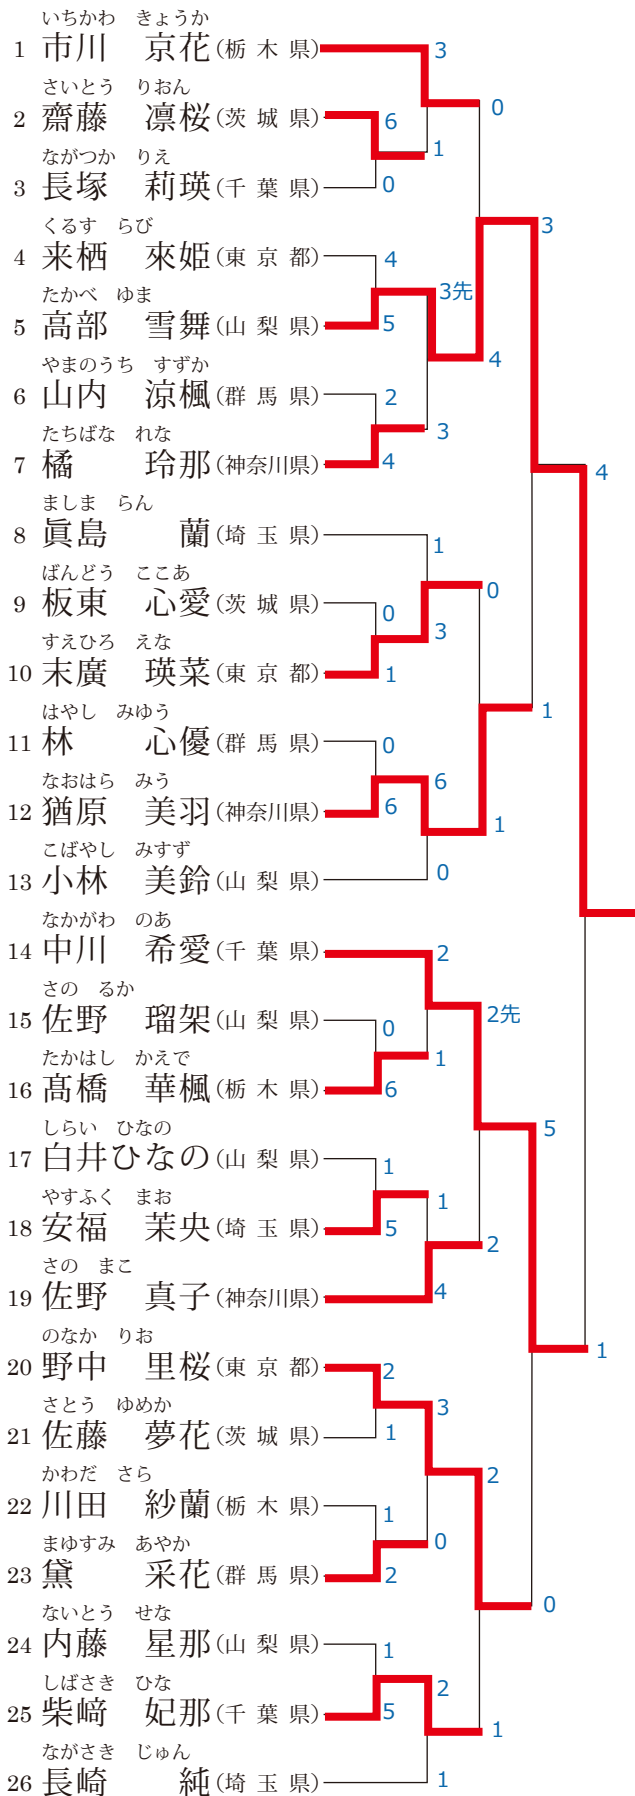 いちかわ　きょうか
1 市川　京花(栃木県)
3
さいとう　りおん
0
2 齋藤　凛桜(茨城県)
6
1
ながつか　りえ
3 長塚　莉瑛(千葉県)
0
くるす　らび
3
4 来栖　來姫(東京都)
4
3先
たかべ　ゆま
5 高部　雪舞(山梨県)
5
4
やまのうち　すずか
6 山内　涼楓(群馬県)
2
3
たちばな　れな
7 橘　玲那(神奈川県)
4
4
ましま　らん
8 眞島　蘭(埼玉県)
1
ばんどう　ここあ
0
9 板東　心愛(茨城県)
0
3
すえひろ　えな
10 末廣　瑛菜(東京都)
1
1
はやし　みゆう
11 林　心優(群馬県)
0
なおはら　みう
6
12 猶原　美羽(神奈川県)
6
1
こばやし　みすず
13 小林　美鈴(山梨県)
0
なかがわ　のあ
14 中川　希愛(千葉県)
2
さの　るか
2先
15 佐野　瑠架(山梨県)
0
1
たかはし　かえで
16 髙橋　華楓(栃木県)
6
しらい　ひなの
5
17 白井ひなの(山梨県)
1
やすふく　まお
1
18 安福　茉央(埼玉県)
5
2
さの　まこ
19 佐野　真子(神奈川県)
4
のなか　りお
1
20 野中　里桜(東京都)
2
さとう　ゆめか
3
21 佐藤　夢花(茨城県)
1
かわだ　さら
2
22 川田　紗蘭(栃木県)
1
0
まゆすみ　あやか
23 黛　采花(群馬県)
2
0
ないとう　せな
24 内藤　星那(山梨県)
1
しばさき　ひな
2
25 柴﨑　妃那(千葉県)
5
1
ながさき　じゅん
26 長崎　純(埼玉県)
1